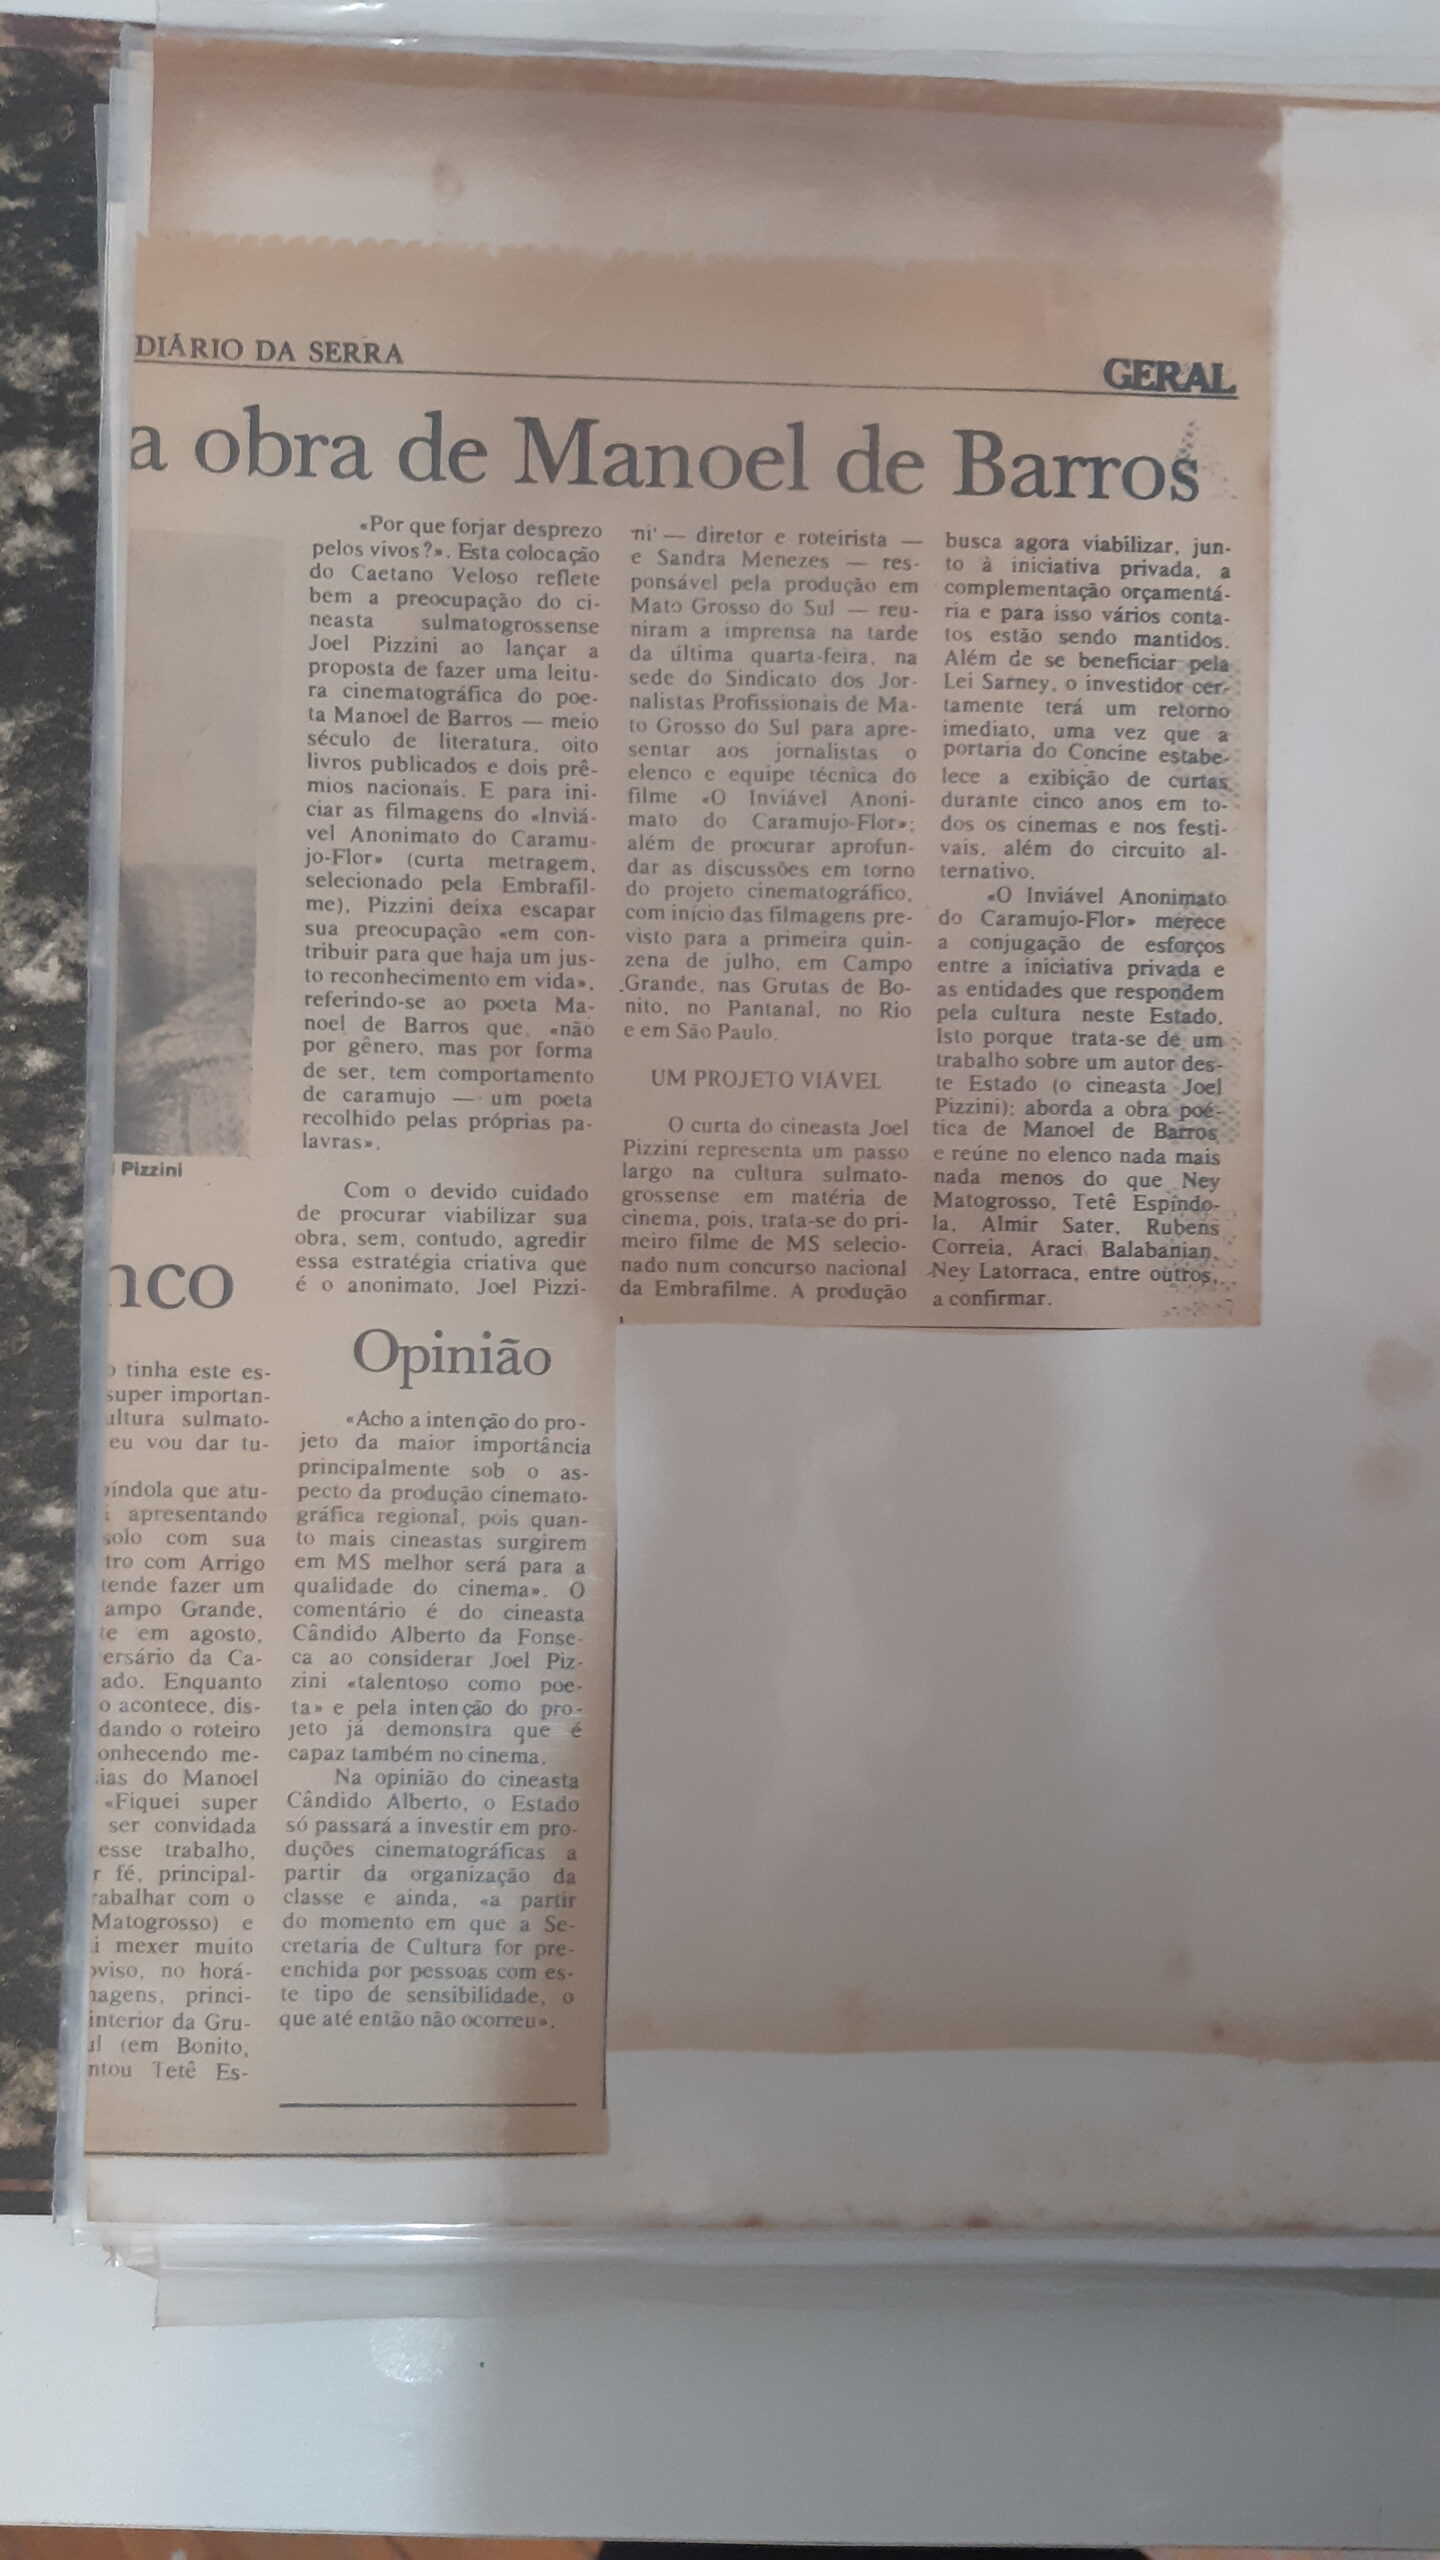 DIÁRIO DA SERRA
GERAL
a obra de Manoel de Barros
«Por que forjar desprezo
pelos vivos?». Esta colocação
do Caetano Veloso reflete
bem a preocupação do ci-
neasta sulmatogrossense
Joel Pizzini ao lançar a
proposta de fazer uma leitu-
ra cinematográfica do poe-
ta Manoel de Barros — meio
século de literatura, oito
livros publicados e dois prê-
mios nacionais. E para ini-
ciar as filmagens do «Inviá-
vel Anonimato do Caramu-
jo-Flor» (curta metragem,
selecionado pela Embrafil-
me), Pizzini deixa escapar
sua preocupação «em con-
tribuir para que haja um jus-
to reconhecimento em vida»,
referindo-se ao poeta Ma-
noel de Barros que, «não
por gênero, mas por forma
de ser, tem comportamento
de caramujo — um poeta
recolhido pelas próprias pa-
lavras».
Com o devido cuidado
de procurar viabilizar sua
obra, sem, contudo, agredir
essa estratégia criativa que
é o anonimato, Joel Pizzi-
ni' — diretor e roteirista —
e Sandra Menezes — res-
ponsável pela produção em
Mato Grosso do Sul — reu-
niram a imprensa na tarde
da última quarta-feira, na
sede do Sindicato dos Jor-
nalistas Profissionais de Ma-
to Grosso do Sul para apre-
sentar aos jornalistas o
elenco e equipe técnica do
filme «O Inviável Anoni-
mato do Caramujo-Flor»;
além de procurar aprofun-
dar as discussões em torno
do projeto cinematográfico,
com início das filmagens pre-
visto para a primeira quin-
zena de julho, em Campo
Grande, nas Grutas de Bo-
nito, no Pantanal, no Rio
e em São Paulo.
UM PROJETO VIÁVEL
O curta do cineasta Joel
Pizzini representa um passo
largo na cultura sulmato-
grossense em matéria de
cinema, pois, trata-se do pri-
meiro filme de MS selecio-
nado num concurso nacional
da Embrafilme. A produção
busca agora viabilizar, jun-
to à iniciativa privada, a
complementação orçamentá-
ria e para isso vários conta-
tos estão sendo mantidos.
Além de se beneficiar pela
Lei Sarney, o investidor cer-
tamente terá um retorno
imediato, uma vez que a
portaria do Concine estabe-
lece a exibição de curtas
durante cinco anos em to-
dos os cinemas e nos festi-
vais, além do circuito al-
ternativo.
«O Inviável Anonimato
do Caramujo-Flor» merece
a conjugação de esforços
entre a iniciativa privada e
as entidades que respondem
pela cultura neste Estado.
Isto porque trata-se de um
trabalho sobre um autor des-
te Estado (o cineasta Joel
Pizzini); aborda a obra poé-
tica de Manoel de Barros
e reúne no elenco nada mais
nada menos do que Ney
Matogrosso, Tetê Espíndo-
la, Almir Sater, Rubens
Correia, Araci Balabanian,
Ney Latorraca, entre outros,
a confirmar.
Pizzini
nco
tinha este es-
super importan-
ultura sulmato-
eu vou dar tu-
píndola que atu-
apresentando
solo com sua
tro com Arrigo
tende fazer um
ampo Grande,
te em agosto,
ersário da Ca-
ado. Enquanto
o acontece, dis-
dando o roteiro
onhecendo me-
ias do Manoel
«Fiquei super
ser convidada
esse trabalho,
r fé, principal-
rabalhar com o
Matogrosso) e
i mexer muito
oviso, no horá-
nagens, princi-
interior da Gru-
ul (em Bonito,
ntou Tetê Es-
Opinião
«Acho a intenção do pro-
jeto da maior importância
principalmente sob o as-
pecto da produção cinemato-
gráfica regional, pois quan-
to mais cineastas surgirem
em MS melhor será para a
qualidade do cinema». O
comentário é do cineasta
Cândido Alberto da Fonse-
ca ao considerar Joel Piz-
zini «talentoso como poe-
ta» e pela intenção do pro-
jeto já demonstra que é
capaz também no cinema.
Na opinião do cineasta
Cândido Alberto, o Estado
só passará a investir em pro-
duções cinematográficas a
partir da organização da
classe e ainda, «a partir
do momento em que a Se-
cretaria de Cultura for pre-
enchida por pessoas com es-
te tipo de sensibilidade, o
que até então não ocorreu».